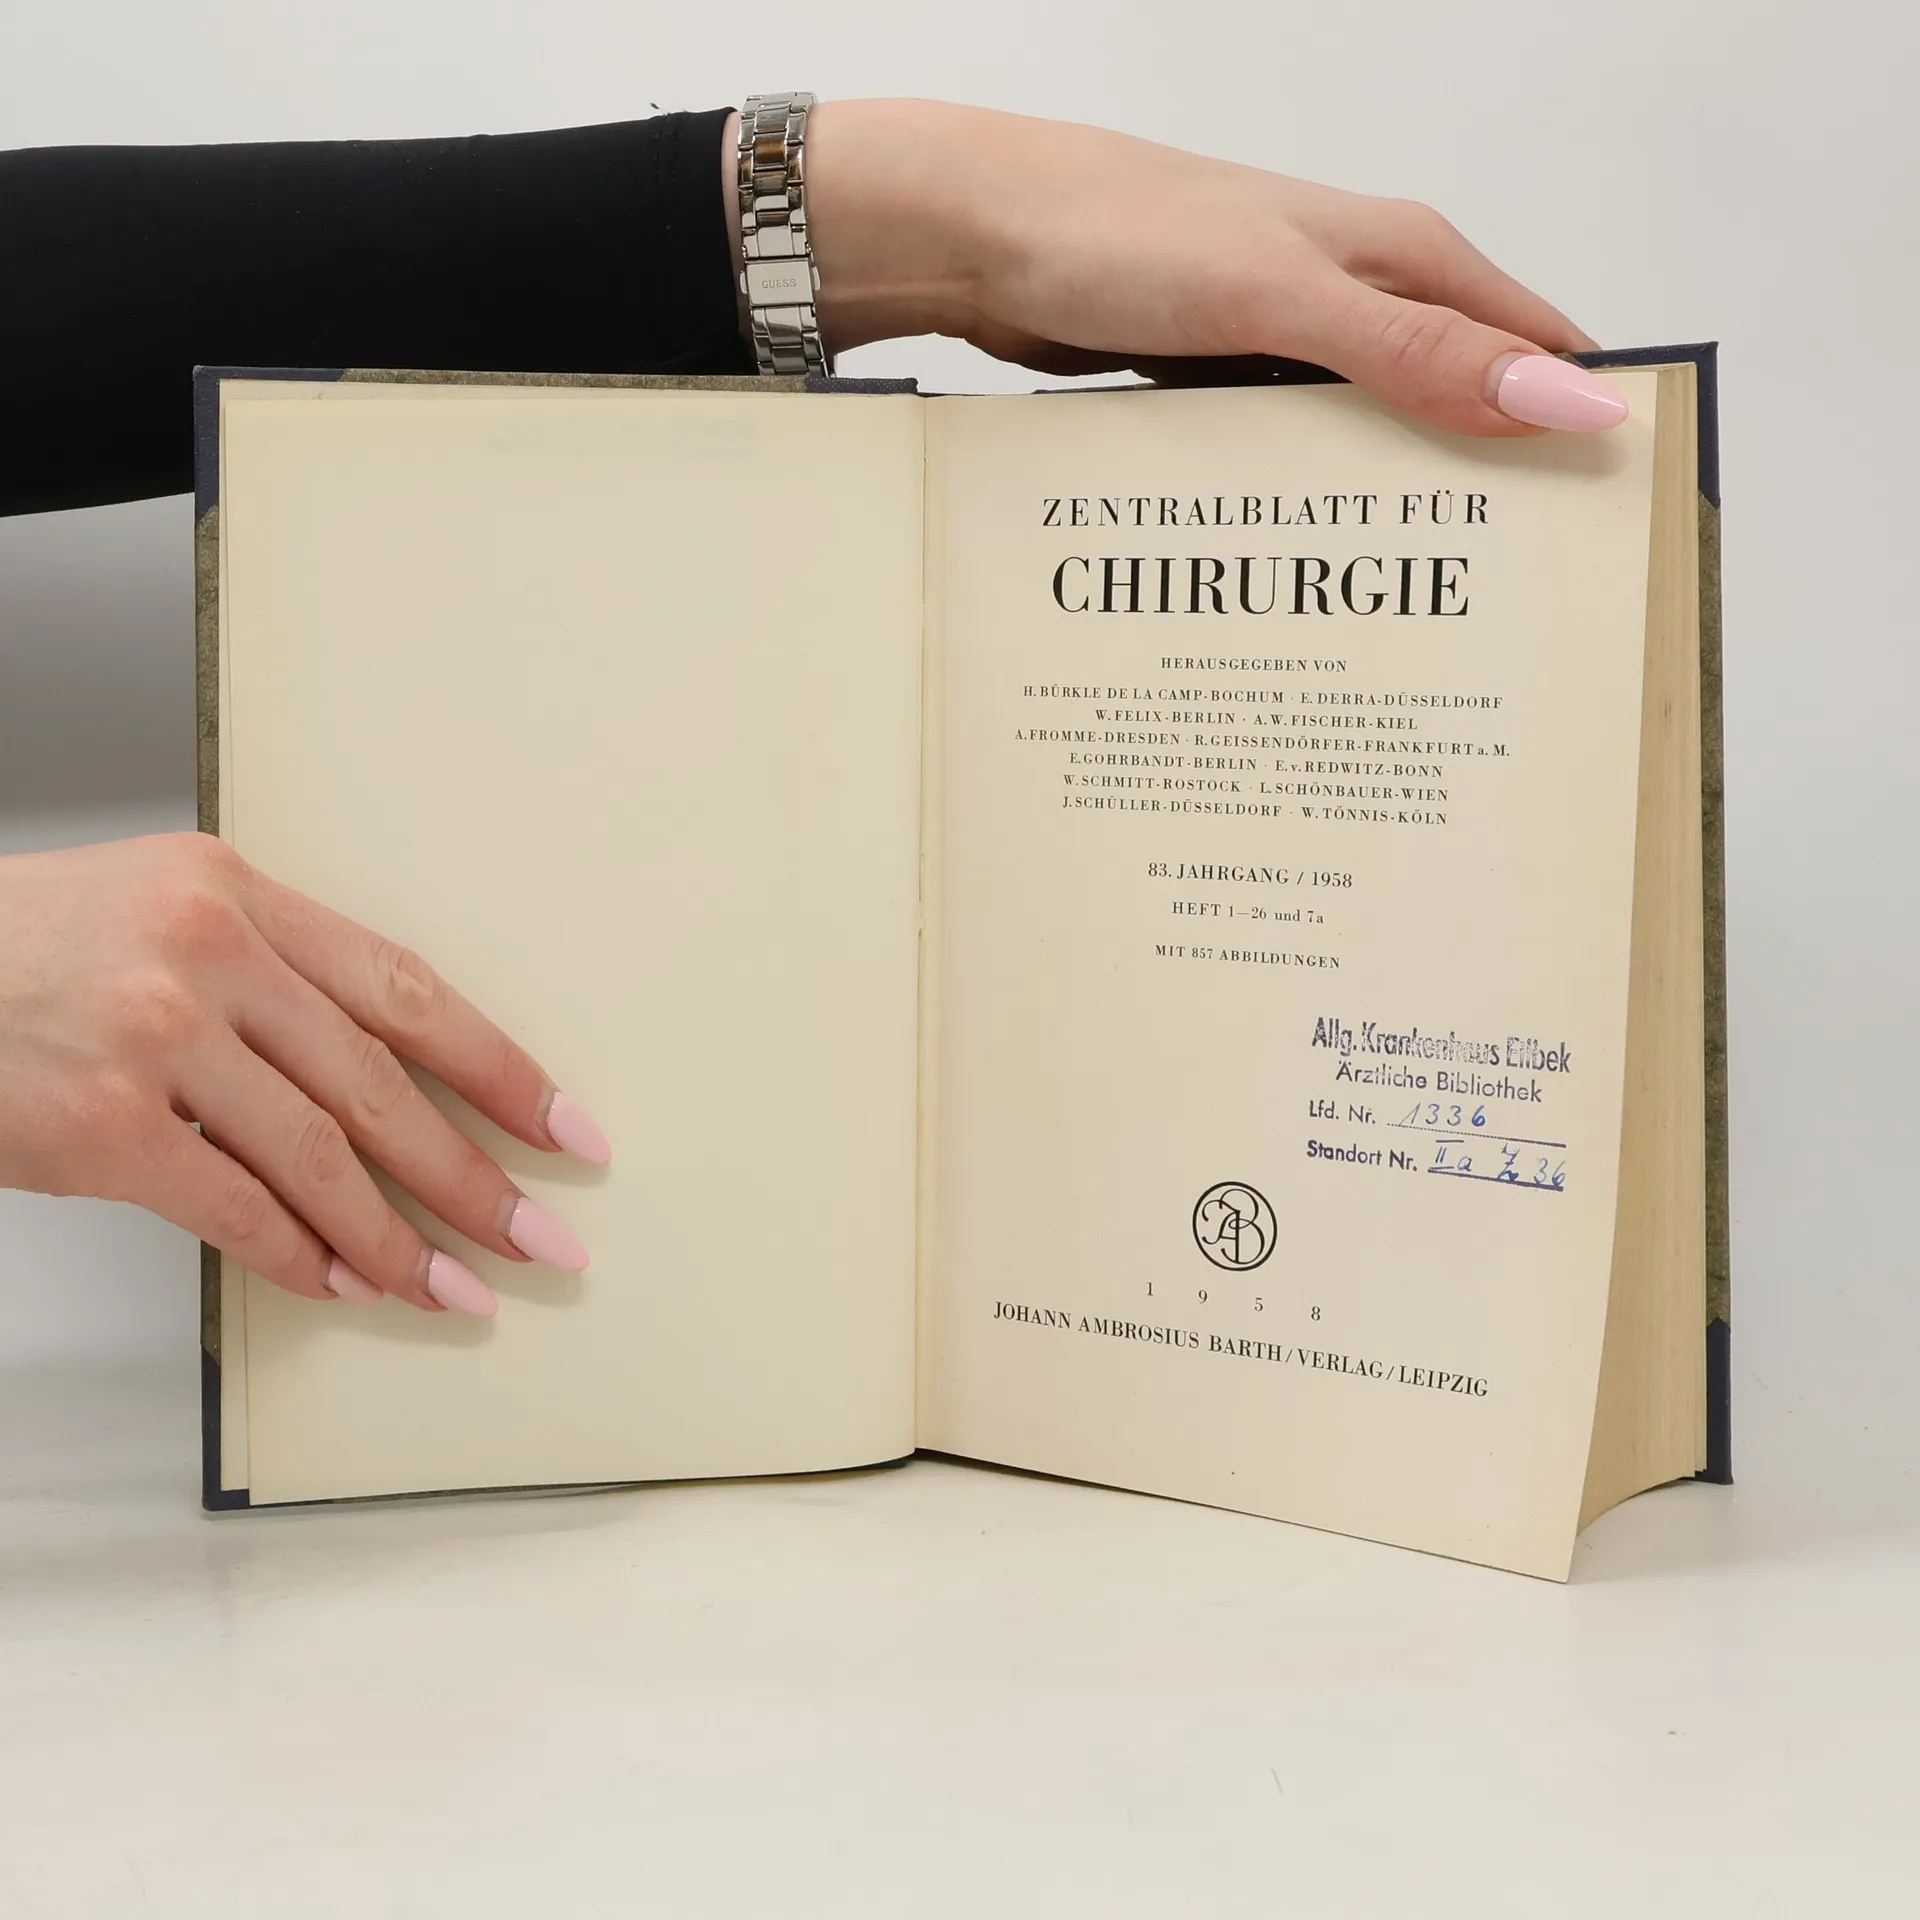 GUESS
ZENTRALBLATT FÜR
CHIRURGIE
HERAUSGEGEBEN VON
H. BÜRKLE DE LA CAMP-BOCHUM · E. DERRA-DÜSSELDORF
W. FELIX-BERLIN · A. W. FISCHER-KIEL
A. FROMME-DRESDEN · R. GEISSENDÖRFER-FRANKFURT a. M.
E. GOHRBANDT-BERLIN · E. v. REDWITZ-BONN
W. SCHMITT-ROSTOCK · L. SCHÖNBAUER-WIEN
J. SCHÜLLER-DÜSSELDORF · W. TÖNNIS-KÖLN
83. JAHRGANG / 1958
HEFT 1—26 und 7a
MIT 857 ABBILDUNGEN
Allg. Krankenhaus Eilbek
Ärztliche Bibliothek
Lfd. Nr. 1336
Standort Nr. II a Z 36
JAB
1 9 5 8
JOHANN AMBROSIUS BARTH / VERLAG / LEIPZIG